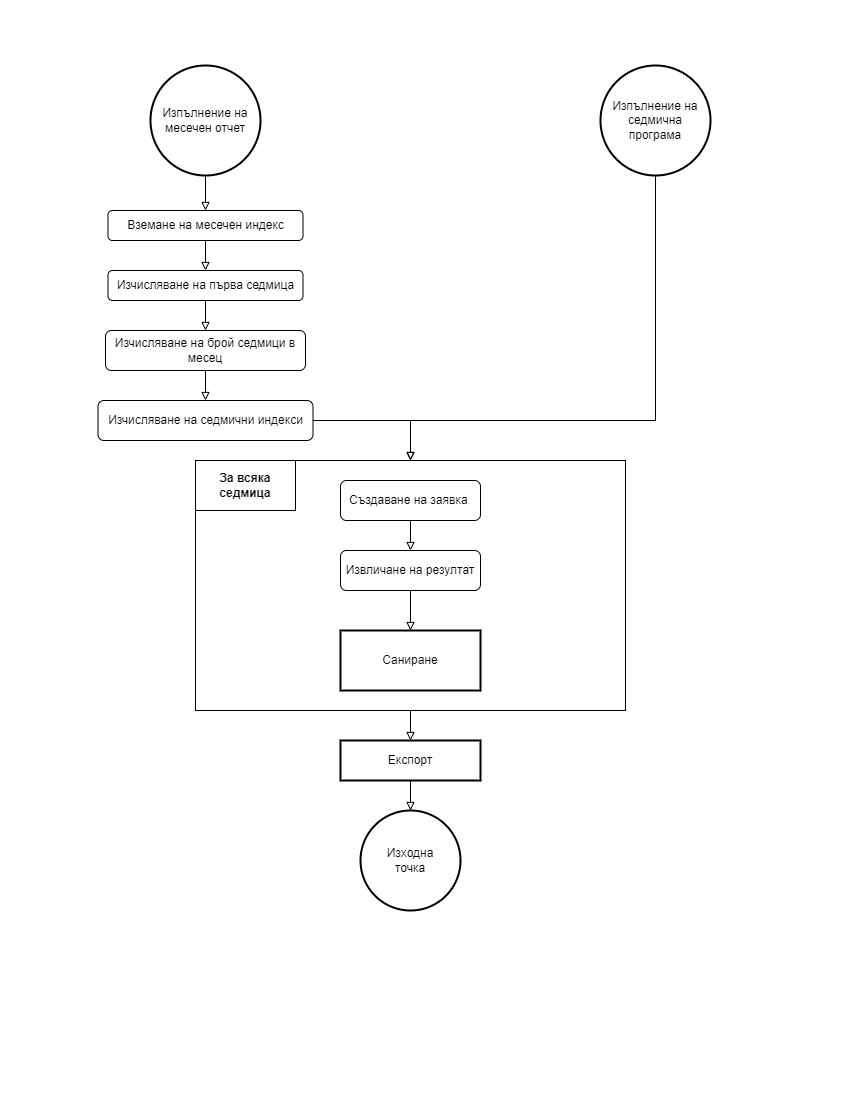 Изпълнение на
месечен отчет
Изпълнение на
седмична
програма
Вземане на месечен индекс
Изчисляване на първа седмица
Изчисляване на брой седмици в
месец
Изчисляване на седмични индекси
За всяка
седмица
Създаване на заявка
Извличане на резултат
Саниране
Експорт
Изходна
точка